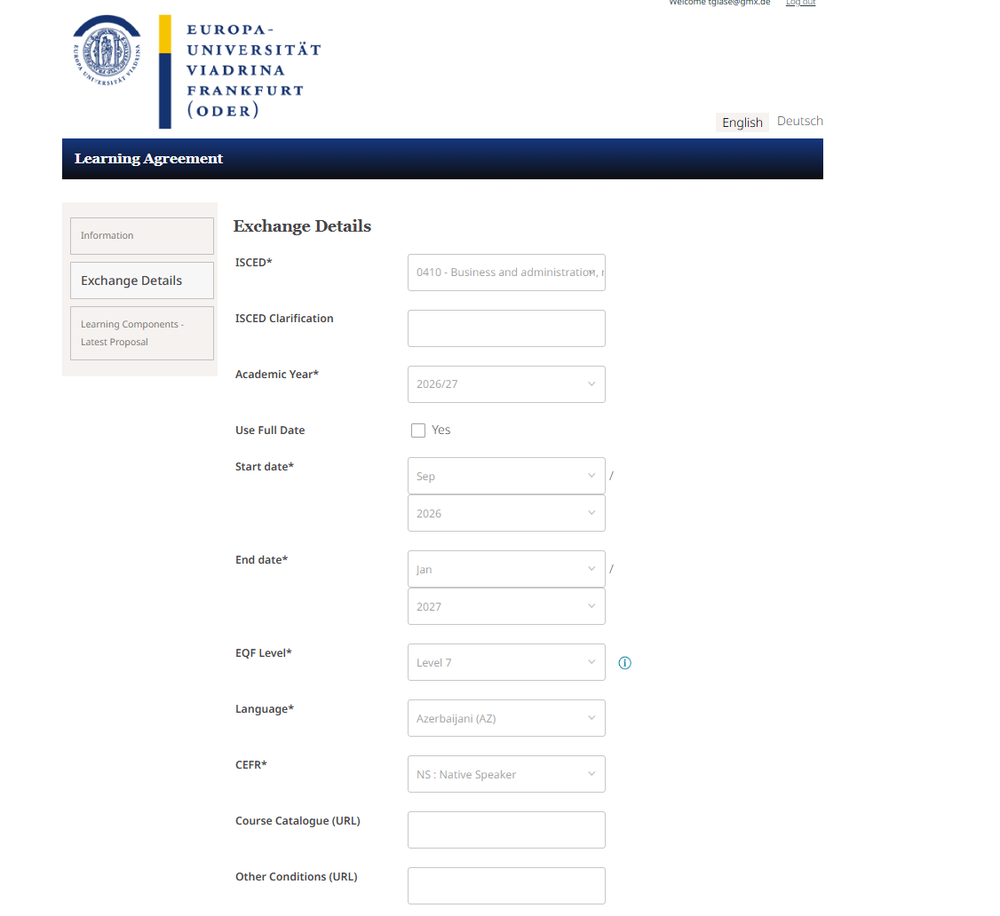 Welcome tglase@gmx.de Log out
EUROPA-
UNIVERSITÄT
VIADRINA
FRANKFURT
(ODER)
EUROPA UNIVERSITÄT VIADRINA
English Deutsch
Learning Agreement
Information
Exchange Details
Learning Components -
Latest Proposal
Exchange Details
ISCED*
0410 - Business and administration,
ISCED Clarification
Academic Year*
2026/27
Use Full Date
Yes
Start date*
Sep /
2026
End date*
Jan /
2027
EQF Level*
Level 7
Language*
Azerbaijani (AZ)
CEFR*
NS : Native Speaker
Course Catalogue (URL)
Other Conditions (URL)